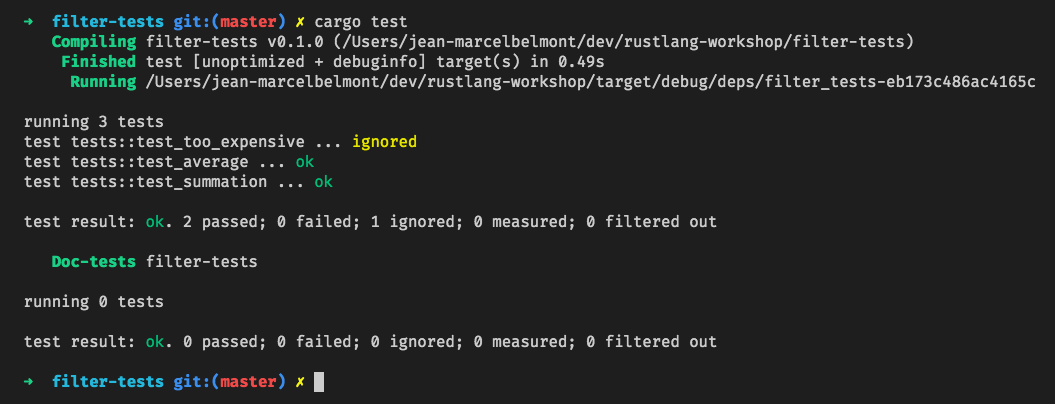 ➜  filter-tests git:(master) ✗ cargo test
   Compiling filter-tests v0.1.0 (/Users/jean-marcelbelmont/dev/rustlang-workshop/filter-tests)
    Finished test [unoptimized + debuginfo] target(s) in 0.49s
     Running /Users/jean-marcelbelmont/dev/rustlang-workshop/target/debug/deps/filter_tests-eb173c486ac4165c
running 3 tests
test tests::test_too_expensive ... ignored
test tests::test_average ... ok
test tests::test_summation ... ok
test result: ok. 2 passed; 0 failed; 1 ignored; 0 measured; 0 filtered out
   Doc-tests filter-tests
running 0 tests
test result: ok. 0 passed; 0 failed; 0 ignored; 0 measured; 0 filtered out
➜  filter-tests git:(master) ✗